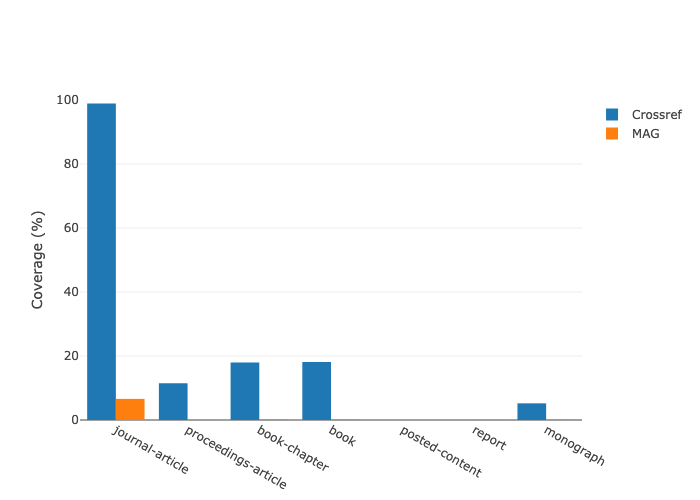 100
80
60
40
20
0
Coverage (%)
journal-article
proceedings-article
book-chapter
book
posted-content
report
monograph
Crossref
MAG